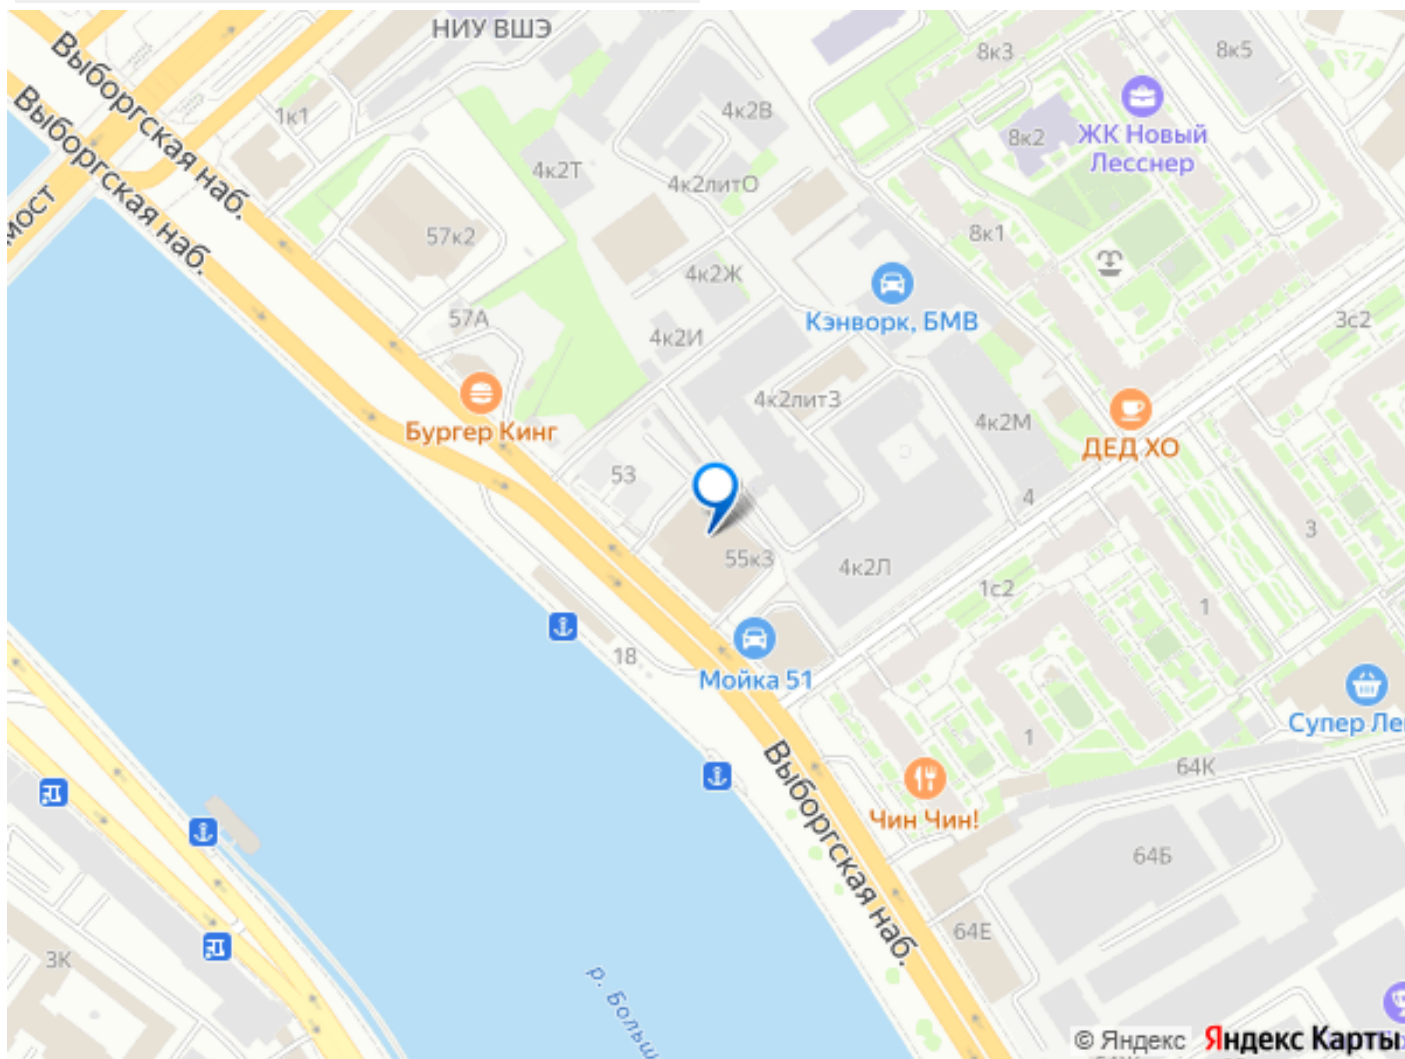 НИУ ВШЭ
Выборгская наб.
Выборгская наб.
мост
1к1
4к2Т
4к2В
4к2литО
8к3
8к5
8к2
ЖК Новый
Лесснер
57к2
8к1
4к2Ж
57А
4к2И
Кэнворк, БМВ
3с2
Бургер Кинг
4к2литЗ
4к2М
ДЕД ХО
53
4
3
55к3
4к2Л
1с2
1
18
Мойка 51
Супер Ле
1
64К
Чин Чин!
Выборгская наб.
64Б
64Е
3К
р. Больш
© Яндекс Яндекс Карты